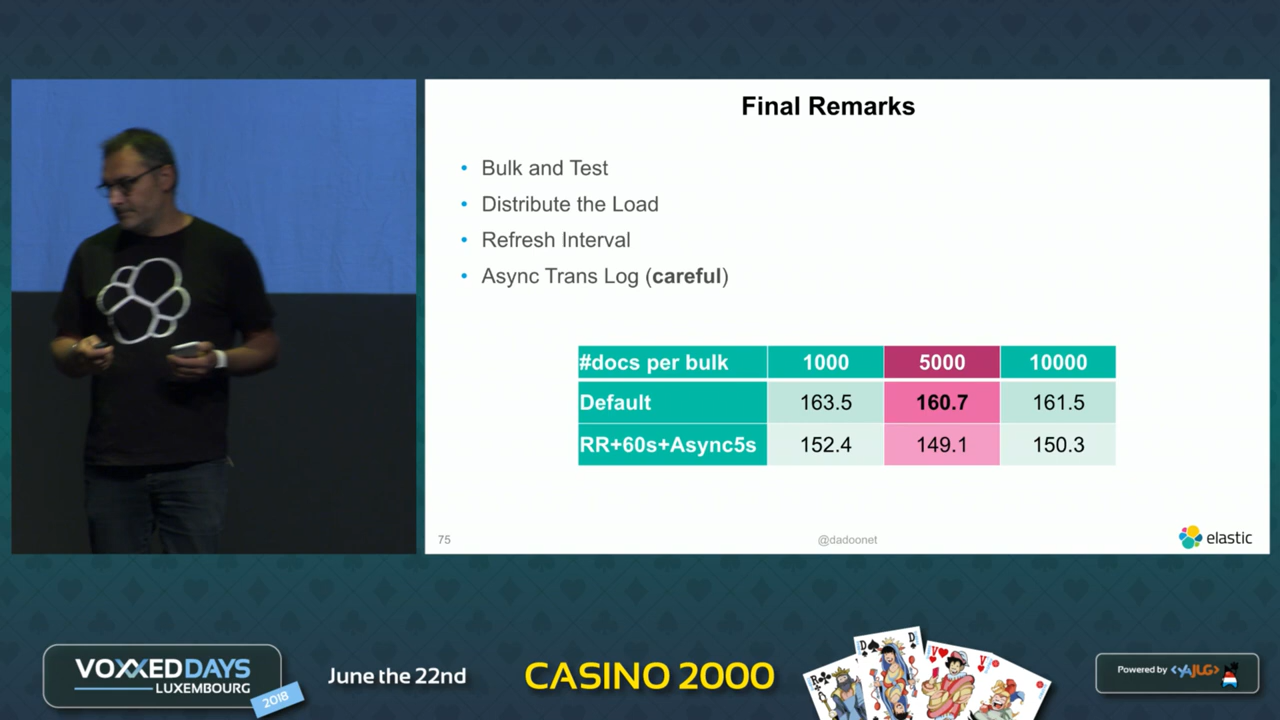 Final Remarks
• Bulk and Test
• Distribute the Load
• Refresh Interval
• Async Trans Log (careful)
#docs per bulk 1000 5000 10000
Default 163.5 160.7 161.5
RR+60s+Async5s 152.4 149.1 150.3
75 @dadoonet elastic
VOXXED DAYS
LUXEMBOURG
2018
June the 22nd
CASINO 2000
R
D D
V V
Powered by <YAJUG>